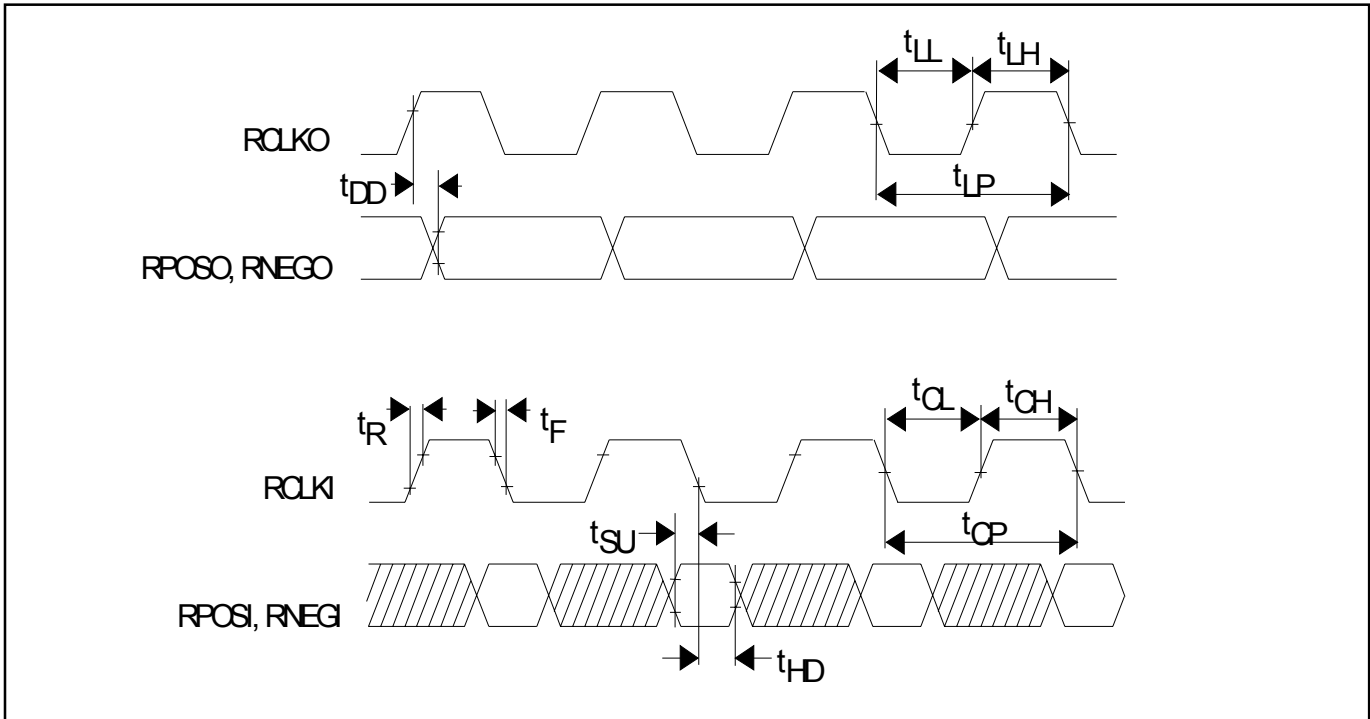 tLL
tLH
RCLKO
tDD
tLP
RPOSO, RNEGO
tCL
tCH
tR
tF
RCLKI
tSU
tCP
RPOSI, RNEGI
tHD